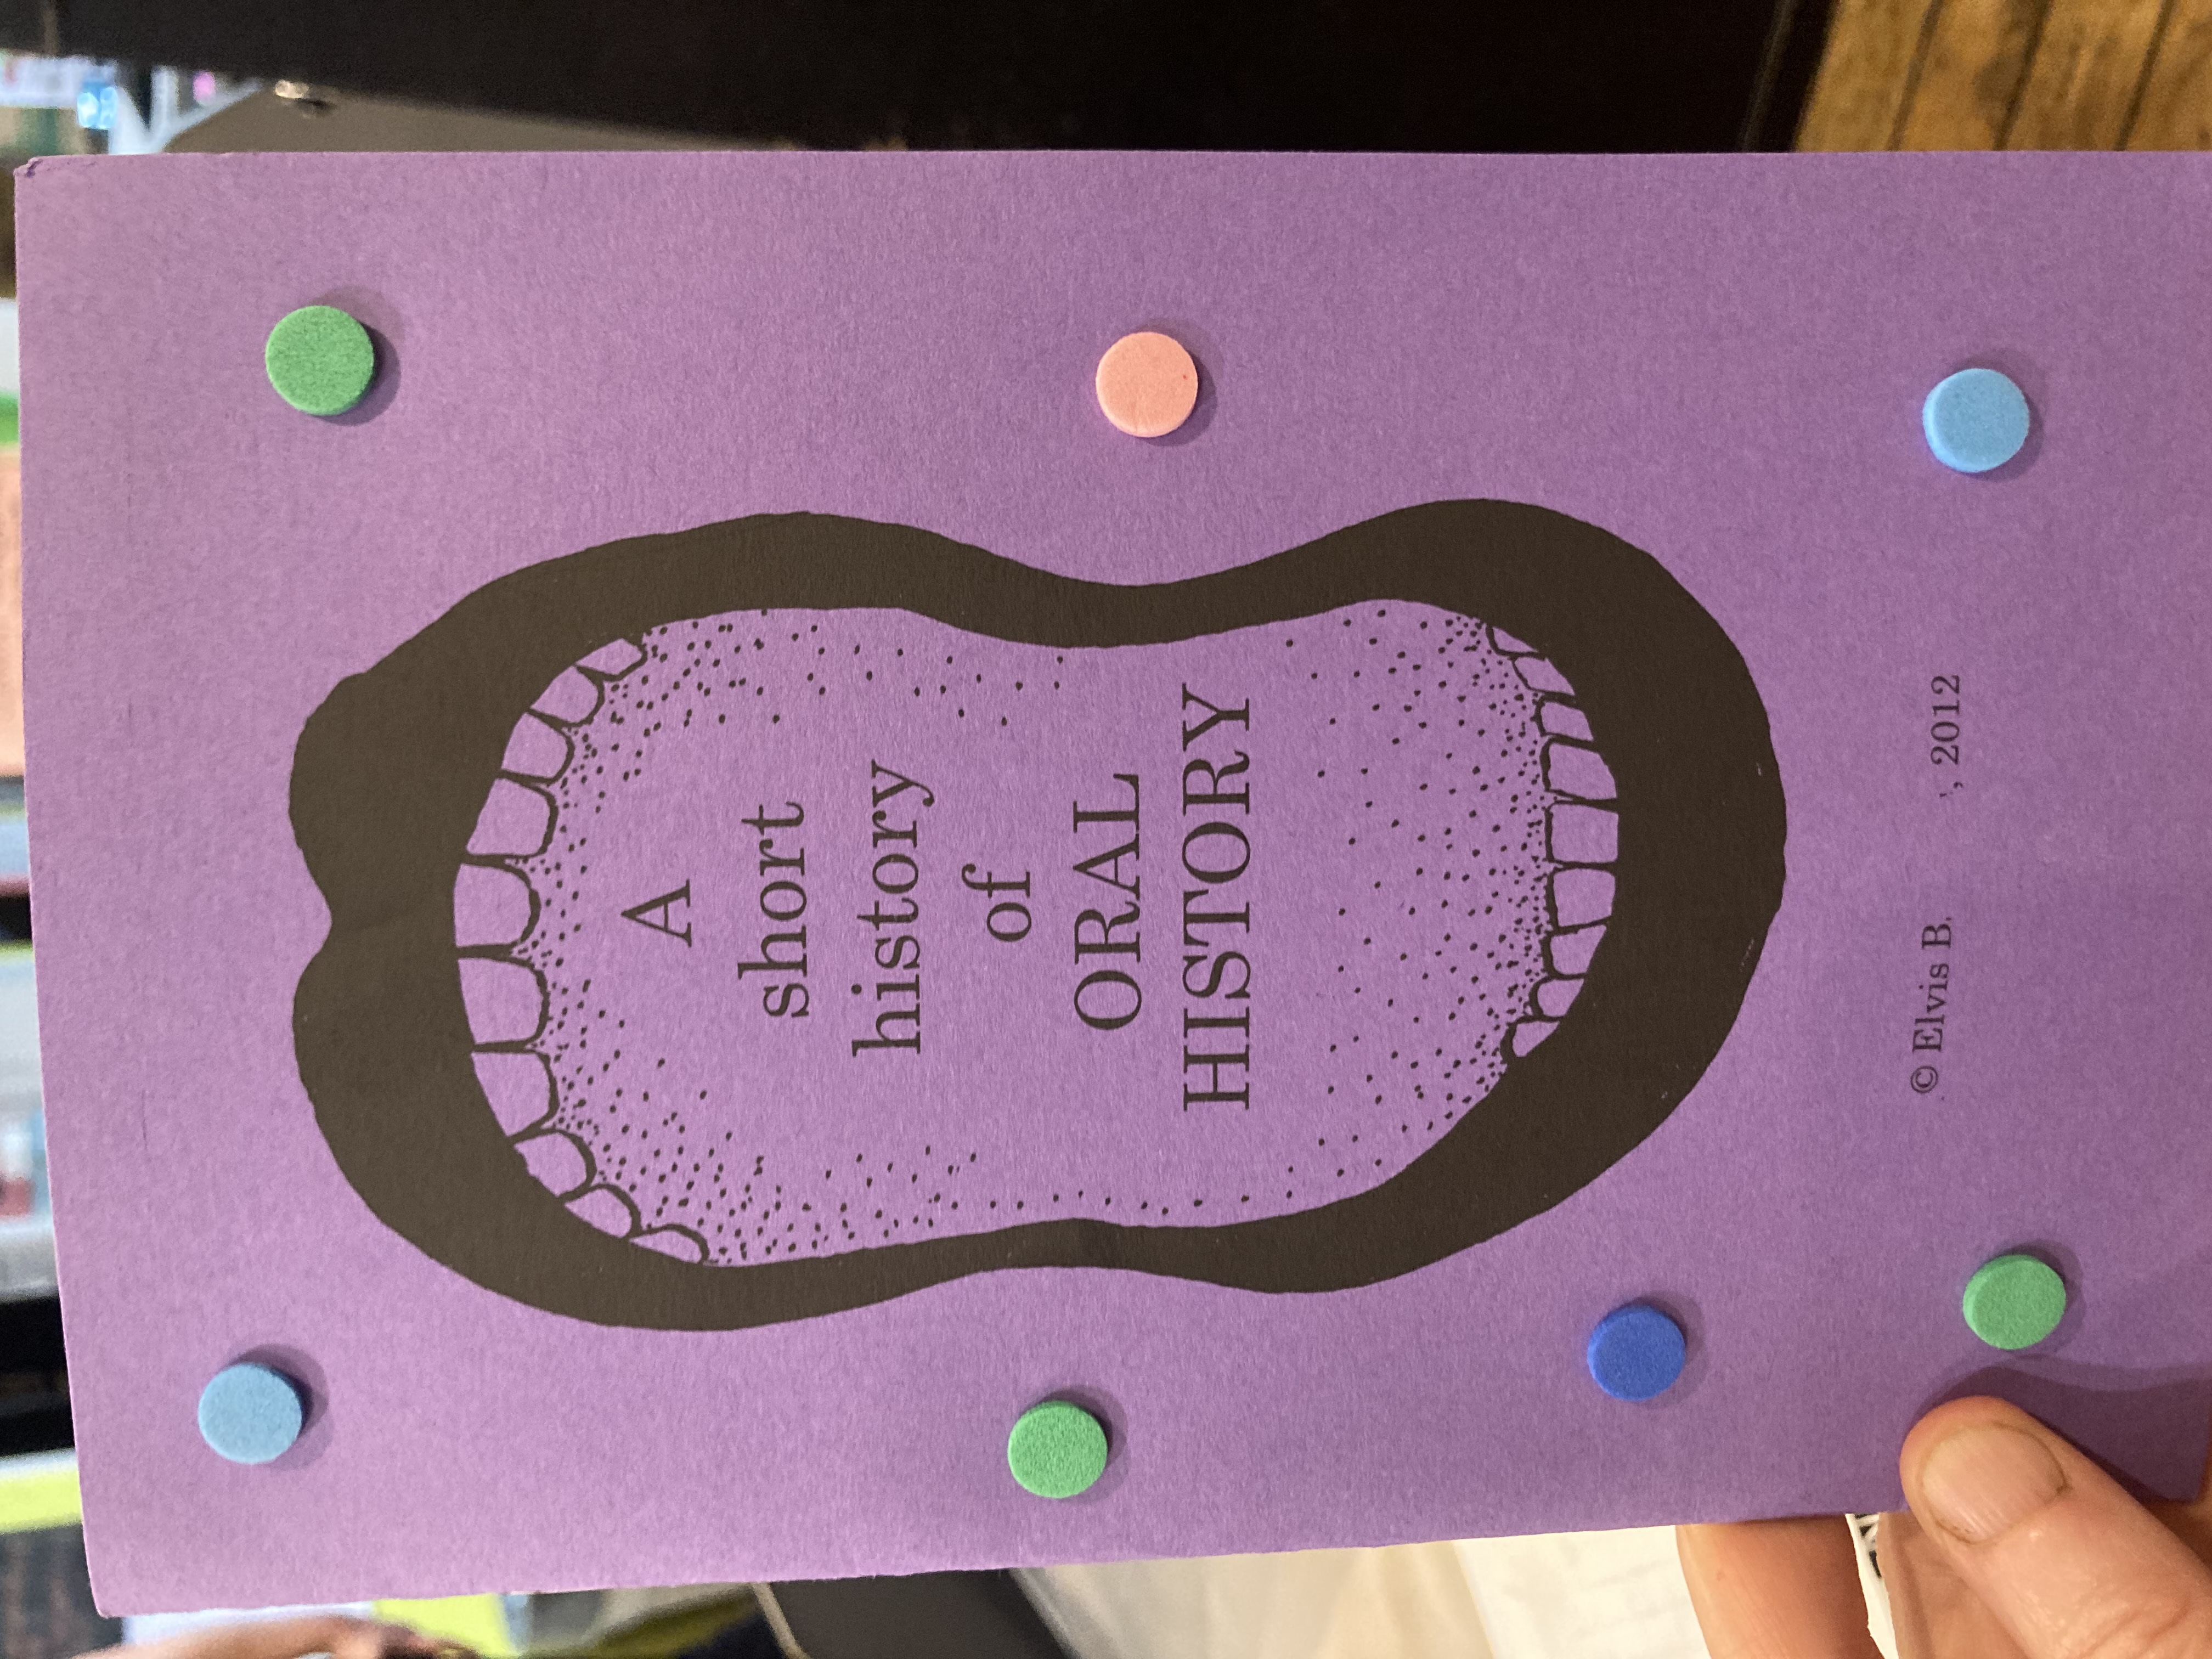 A
short
history
of
ORAL
HISTORY
© Elvis B. , 2012